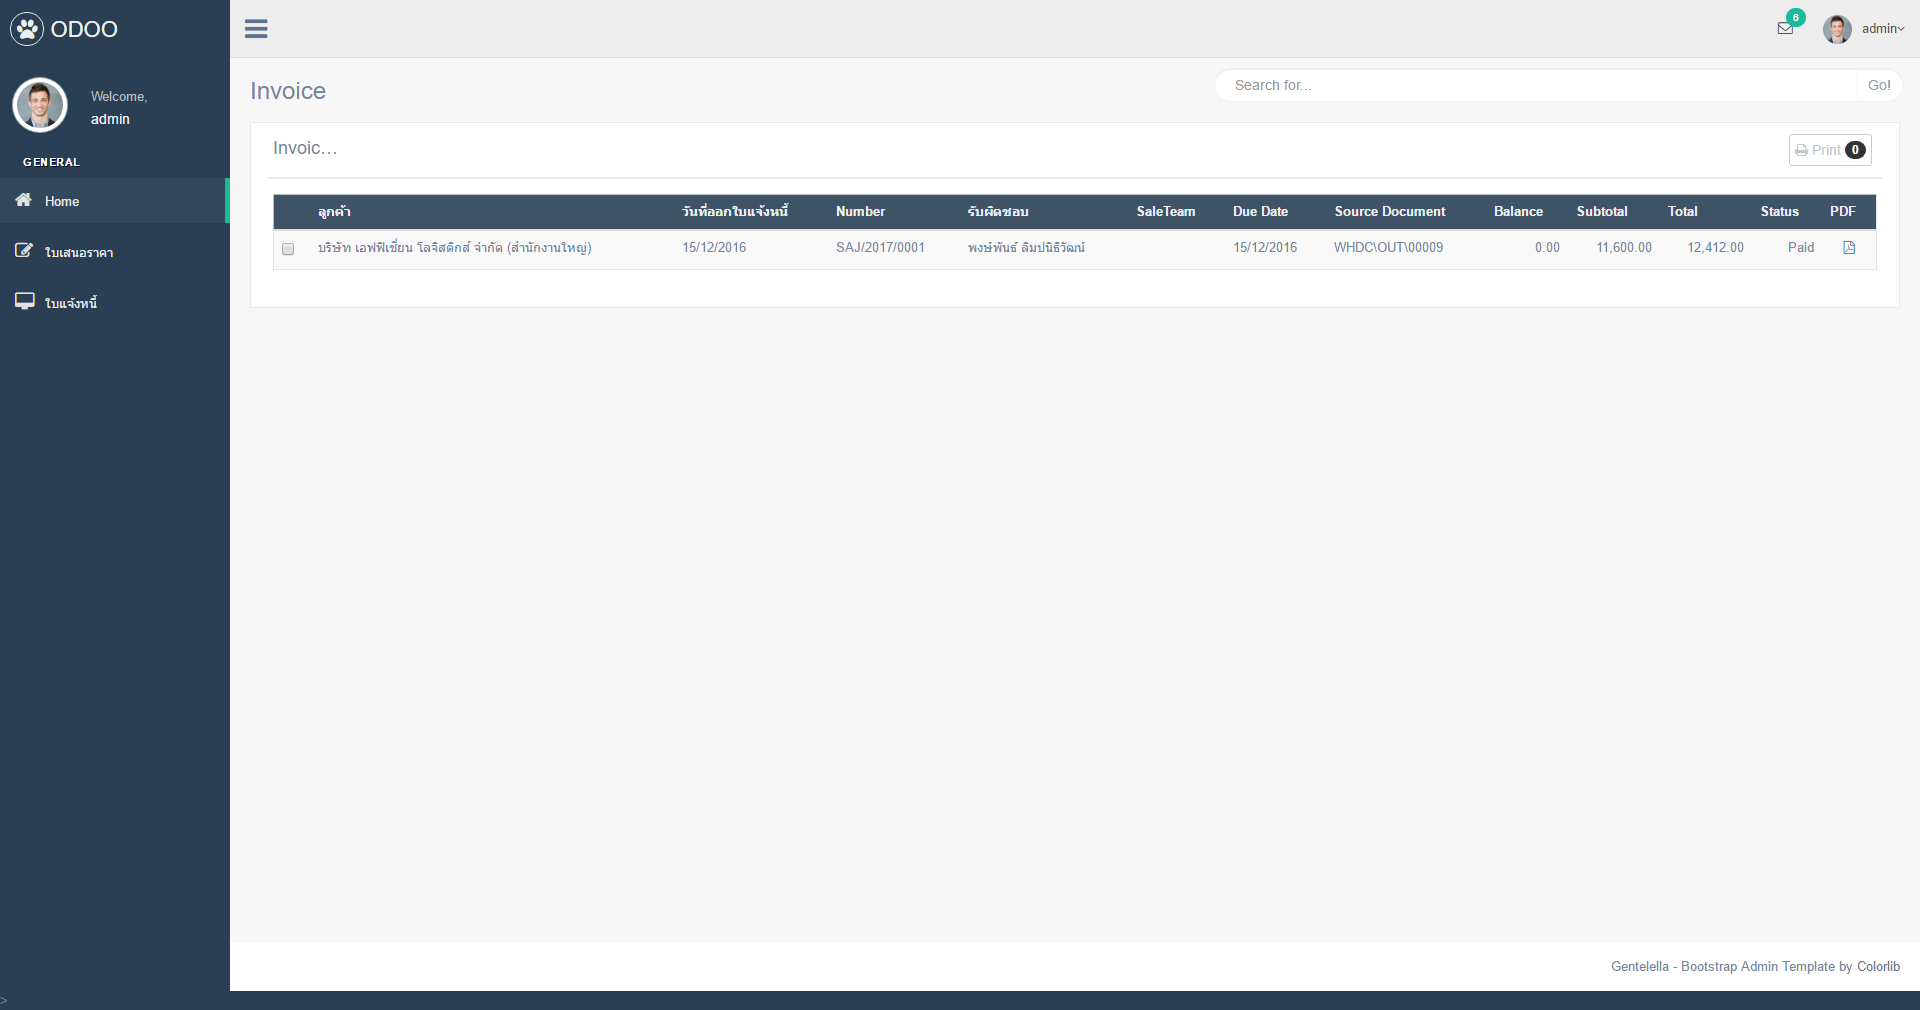 ODOO
6
admin
Welcome,
admin
Invoice
Search for...
Go!
Invoic...
Print 0
GENERAL
Home
ใบเสนอราคา
ใบแจ้งหนี้
ลูกค้า วันที่ออกใบแจ้งหนี้ Number รับผิดชอบ SaleTeam Due Date Source Document Balance Subtotal Total Status PDF
บริษัท เอฟฟีเชี่ยน โลจิสติกส์ จำกัด (สำนักงานใหญ่) 15/12/2016 SAJ/2017/0001 พงษ์พันธ์ ลิมปนิธิวัฒน์ 15/12/2016 WHDC\OUT\00009 0.00 11,600.00 12,412.00 Paid
Gentelella - Bootstrap Admin Template by Colorlib
>